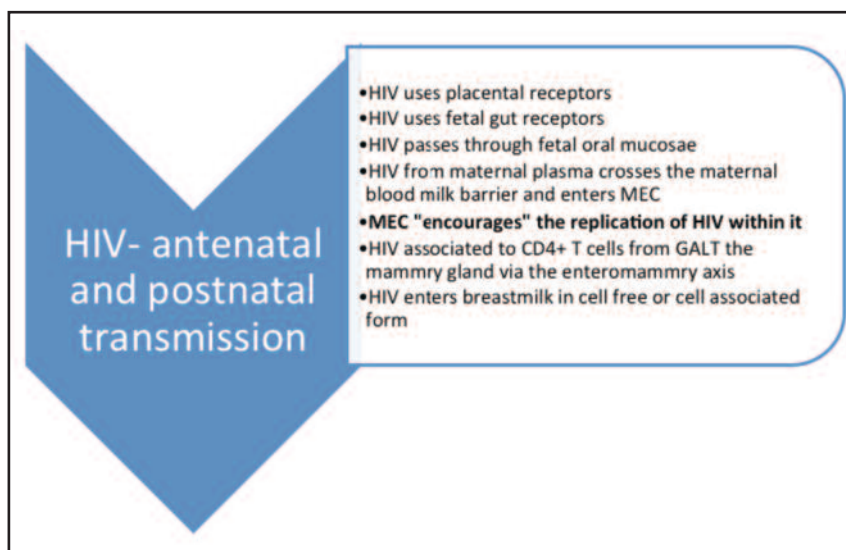 HIV- antenatal
and postnatal
transmission
•HIV uses placental receptors
•HIV uses fetal gut receptors
•HIV passes through fetal oral mucosae
•HIV from maternal plasma crosses the maternal
blood milk barrier and enters MEC
•MEC "encourages" the replication of HIV within it
•HIV associated to CD4+ T cells from GALT the
mammry gland via the enteromammry axis
•HIV enters breastmilk in cell free or cell associated
form